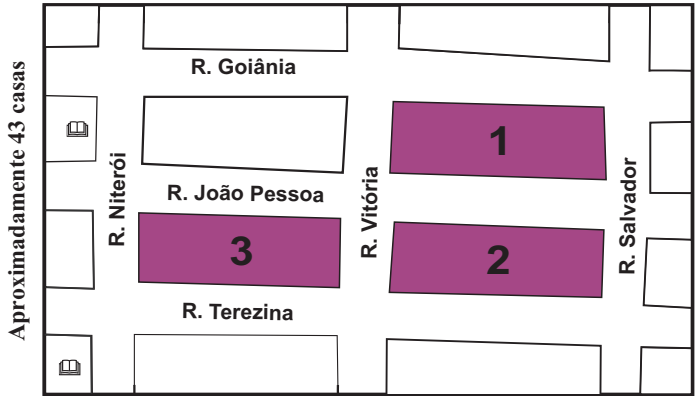 R. Goiânia
Aproximadamente 43 casas
1
R. João Pessoa
R. Niterói
R. Vitória
R. Salvador
3
2
R. Terezina